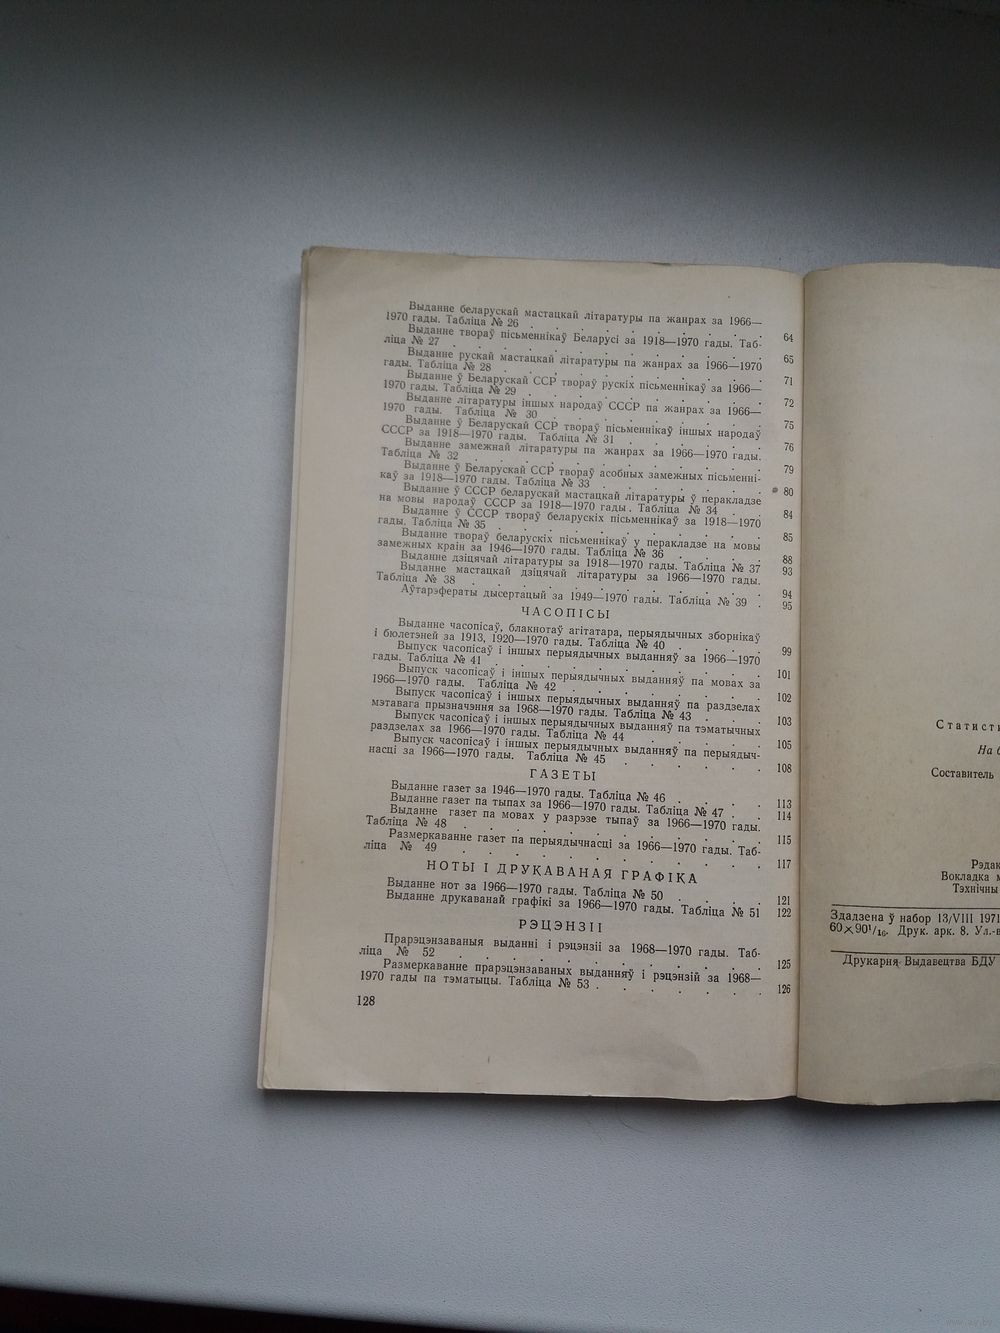 Выданне беларускай мастацкай літаратуры па жанрах за 1966—
1970 гады. Табліца № 26 . . . . . . 64
Выданне твораў пісьменнікаў Беларусі за 1918—1970 гады. Таб-
ліца № 27 . . . . . . . . 65
Выданне рускай мастацкай літаратуры па жанрах за 1966—1970
гады. Табліца № 28 . . . . . . . 71
Выданне ў Беларускай ССР твораў рускіх пісьменнікаў за 1966—
1970 гады. Табліца № 29 . . . . . . 72
Выданне літаратуры іншых народаў СССР па жанрах за 1966—
1970 гады. Табліца № 30 . . . . . . 75
Выданне ў Беларускай ССР твораў пісьменнікаў іншых народаў
СССР за 1918—1970 гады. Табліца № 31 . . . . 76
Выданне замежнай літаратуры па жанрах за 1966—1970 гады.
Табліца № 32 . . . . . . . . 79
Выданне ў Беларускай ССР твораў асобных замежных пісьменні-
каў за 1918—1970 гады. Табліца № 33 . . . . . 80
Выданне ў СССР беларускай мастацкай літаратуры ў перакладзе
на мовы народаў СССР за 1918—1970 гады. Табліца № 34 . . 84
Выданне ў СССР твораў беларускіх пісьменнікаў за 1918—1970
гады. Табліца № 35 . . . . . . . 85
Выданне твораў беларускіх пісьменнікаў у перакладзе на мовы
замежных краін за 1946—1970 гады. Табліца № 36 . . . 88
Выданне дзіцячай літаратуры за 1918—1970 гады. Табліца № 37 93
Выданне мастацкай дзіцячай літаратуры за 1966—1970 гады.
Табліца № 38 . . . . . . . . 94
Аўтарэфераты дысертацый за 1949—1970 гады. Табліца № 39 . 95
ЧАСОПІСЫ
Выданне часопісаў, блакнотаў агітатара, перыядычных зборнікаў
і бюлетэней за 1913, 1920—1970 гады. Табліца № 40 . . . . 99
Выпуск часопісаў і іншых перыядычных выданняў за 1966—1970
гады. Табліца № 41 . . . . . . . 101
Выпуск часопісаў і іншых перыядычных выданняў па мовах за
1966—1970 гады. Табліца № 42 . . . . . 102
Выпуск часопісаў і іншых перыядычных выданняў па раздзелах
мэтавага прызначэння за 1968—1970 гады. Табліца № 43 . . . 103
Выпуск часопісаў і іншых перыядычных выданняў па тэматычных
раздзелах за 1966—1970 гады. Табліца № 44 . . . . 105
Выпуск часопісаў і іншых перыядычных выданняў па перыядыч-
насці за 1966—1970 гады. Табліца № 45 . . . . . 108
ГАЗЕТЫ
Выданне газет за 1946—1970 гады. Табліца № 46 . . . . 113
Выданне газет па тыпах за 1966—1970 гады. Табліца № 47 . . 114
Выданне газет па мовах у разрэзе тыпаў за 1966—1970 гады.
Табліца № 48 . . . . . . . . 115
Размеркаванне газет па перыядычнасці за 1966—1970 гады. Таб-
ліца № 49 . . . . . . . . 117
НОТЫ І ДРУКАВАНАЯ ГРАФІКА
Выданне нот за 1966—1970 гады. Табліца № 50 . . . . 121
Выданне друкаванай графікі за 1966—1970 гады. Табліца № 51 122
РЭЦЭНЗІІ
Прарэцэнзаваныя выданні і рэцэнзіі за 1968—1970 гады. Таб-
ліца № 52 . . . . . . . . 125
Размеркаванне прарэцэнзаваных выданняў і рэцэнзій за 1968—
1970 гады па тэматыцы. Табліца № 53 . . . . . 126
128
Статисти
На б
Составитель
Рэдак
Вокладка м
Тэхнічны
Здадзена ў набор 13/VIII 1971
60×90¹/₁₆. Друк. арк. 8. Ул.-в
Друкарня Выдавецтва БДУ